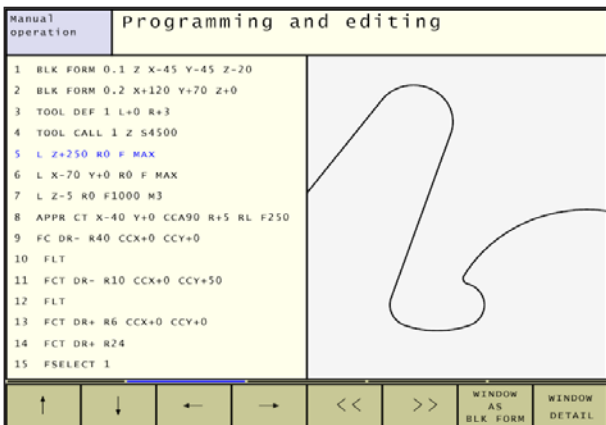 Manual
operation
Programming and editing
1 BLK FORM 0.1 Z X-45 Y-45 Z-20
2 BLK FORM 0.2 X+120 Y+70 Z+0
3 TOOL DEF 1 L+0 R+3
4 TOOL CALL 1 Z S4500
5 L Z+250 R0 F MAX
6 L X-70 Y+0 R0 F MAX
7 L Z-5 R0 F1000 M3
8 APPR CT X-40 Y+0 CCA90 R+5 RL F250
9 FC DR- R40 CCX+0 CCY+0
10 FLT
11 FCT DR- R10 CCX+0 CCY+50
12 FLT
13 FCT DR+ R6 CCX+0 CCY+0
14 FCT DR+ R24
15 FSELECT 1
↑ ↓ ← → << >>
WINDOW
AS
BLK FORM
WINDOW
DETAIL